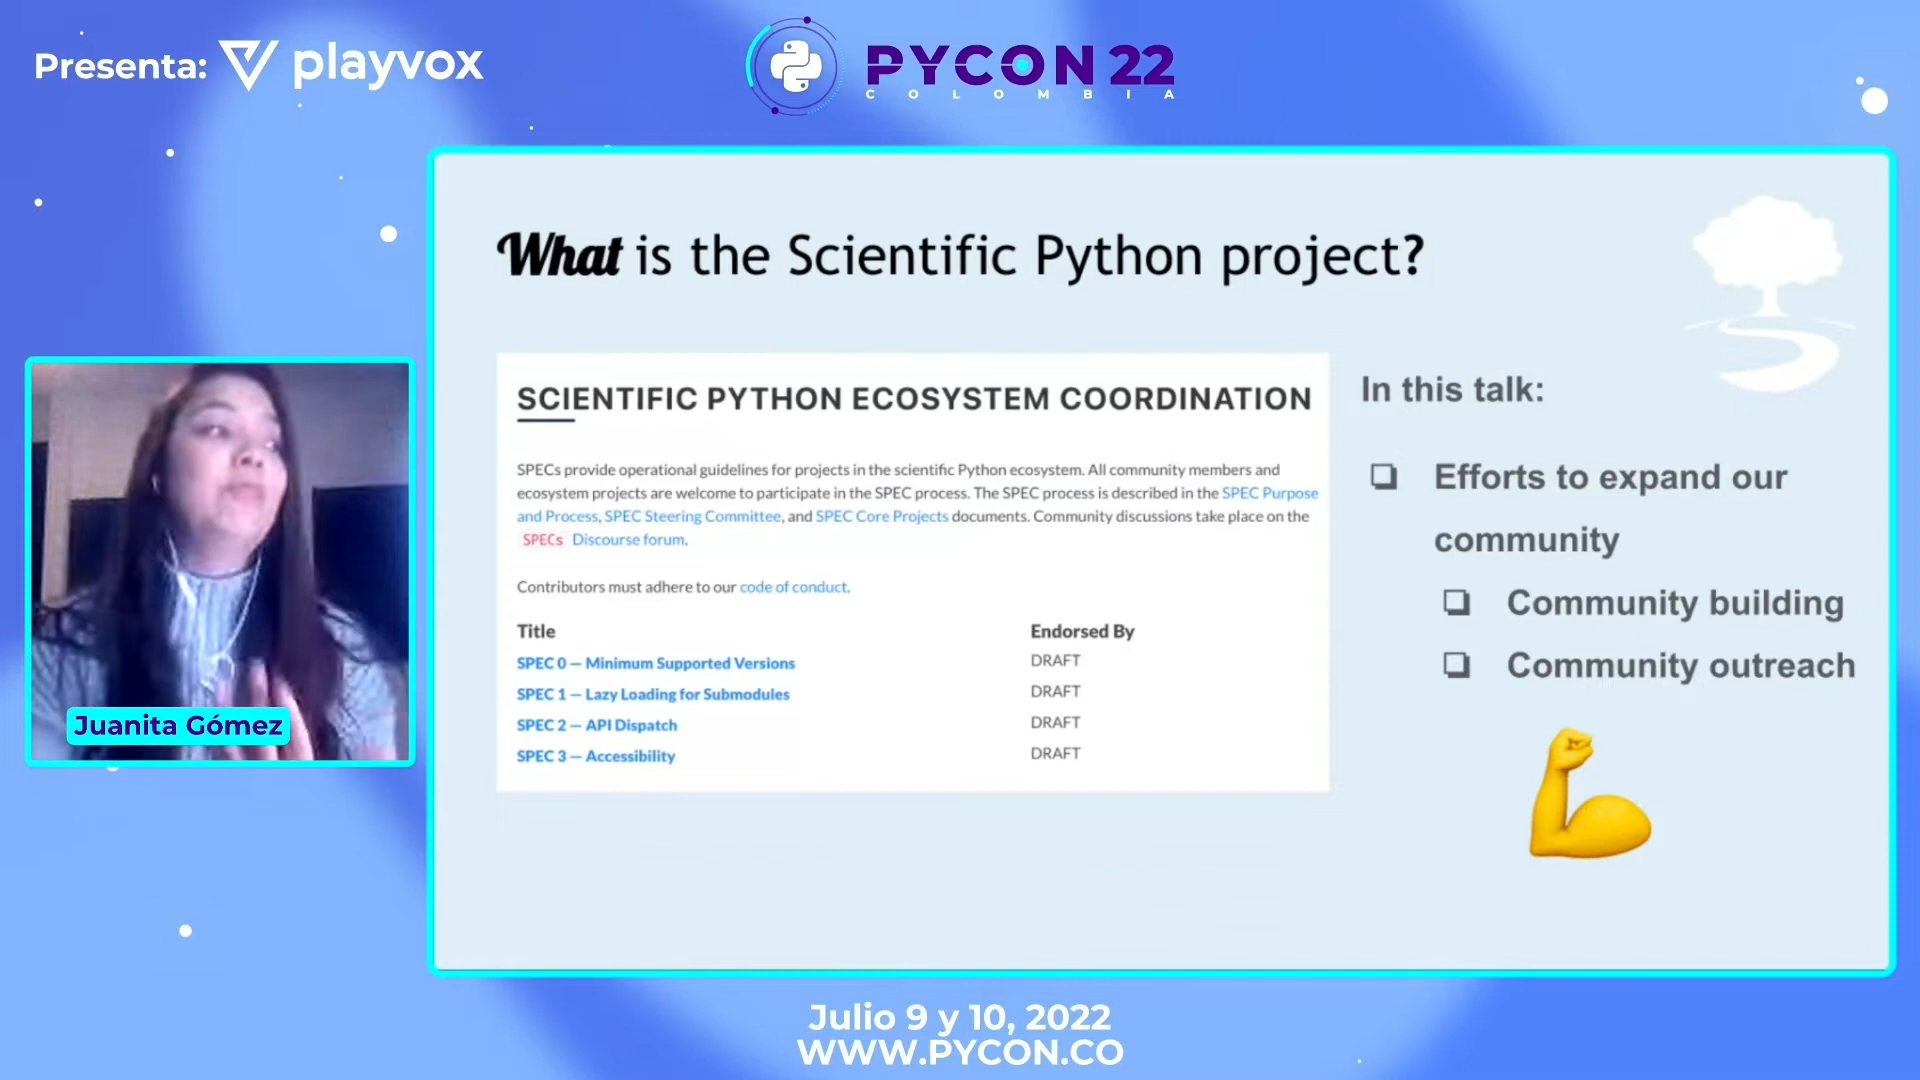 Presenta: playvox
PYCON 22
COLOMBIA
What is the Scientific Python project?
SCIENTIFIC PYTHON ECOSYSTEM COORDINATION
SPECs provide operational guidelines for projects in the scientific Python ecosystem. All community members and
ecosystem projects are welcome to participate in the SPEC process. The SPEC process is described in the SPEC Purpose
and Process, SPEC Steering Committee, and SPEC Core Projects documents. Community discussions take place on the
SPECs Discourse forum.
Contributors must adhere to our code of conduct.
Title Endorsed By
SPEC 0 — Minimum Supported Versions DRAFT
SPEC 1 — Lazy Loading for Submodules DRAFT
SPEC 2 — API Dispatch DRAFT
SPEC 3 — Accessibility DRAFT
In this talk:
❏ Efforts to expand our
community
❏ Community building
❏ Community outreach
Juanita Gómez
Julio 9 y 10, 2022
WWW.PYCON.CO